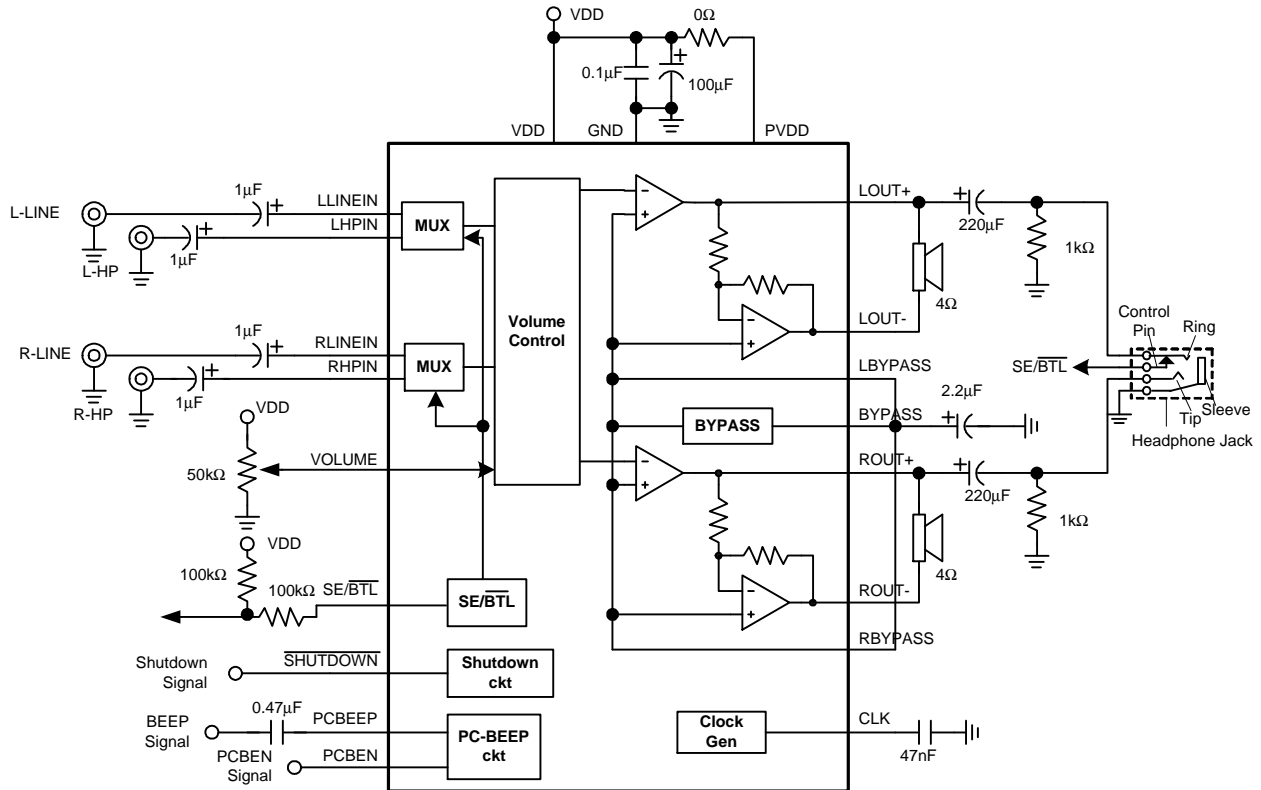 VDD
0Ω
0.1µF
100µF
VDD
GND
PVDD
L-LINE
1µF
LLINEIN
LHPIN
1µF
L-HP
MUX
R-LINE
1µF
RLINEIN
RHPIN
1µF
R-HP
MUX
Volume
Control
VDD
50kΩ
VOLUME
VDD
100kΩ
100kΩ
SE/BTL
SE/BTL
Shutdown
Signal
SHUTDOWN
Shutdown
ckt
BEEP
Signal
0.47µF
PCBEEP
PCBEN
Signal
PCBEN
PC-BEEP
ckt
LOUT+
220µF
1kΩ
4Ω
LOUT-
LBYPASS
BYPASS
BYPASS
2.2µF
ROUT+
220µF
1kΩ
4Ω
ROUT-
RBYPASS
Clock
Gen
CLK
47nF
Control
Pin
Ring
SE/BTL
Tip
Sleeve
Headphone Jack